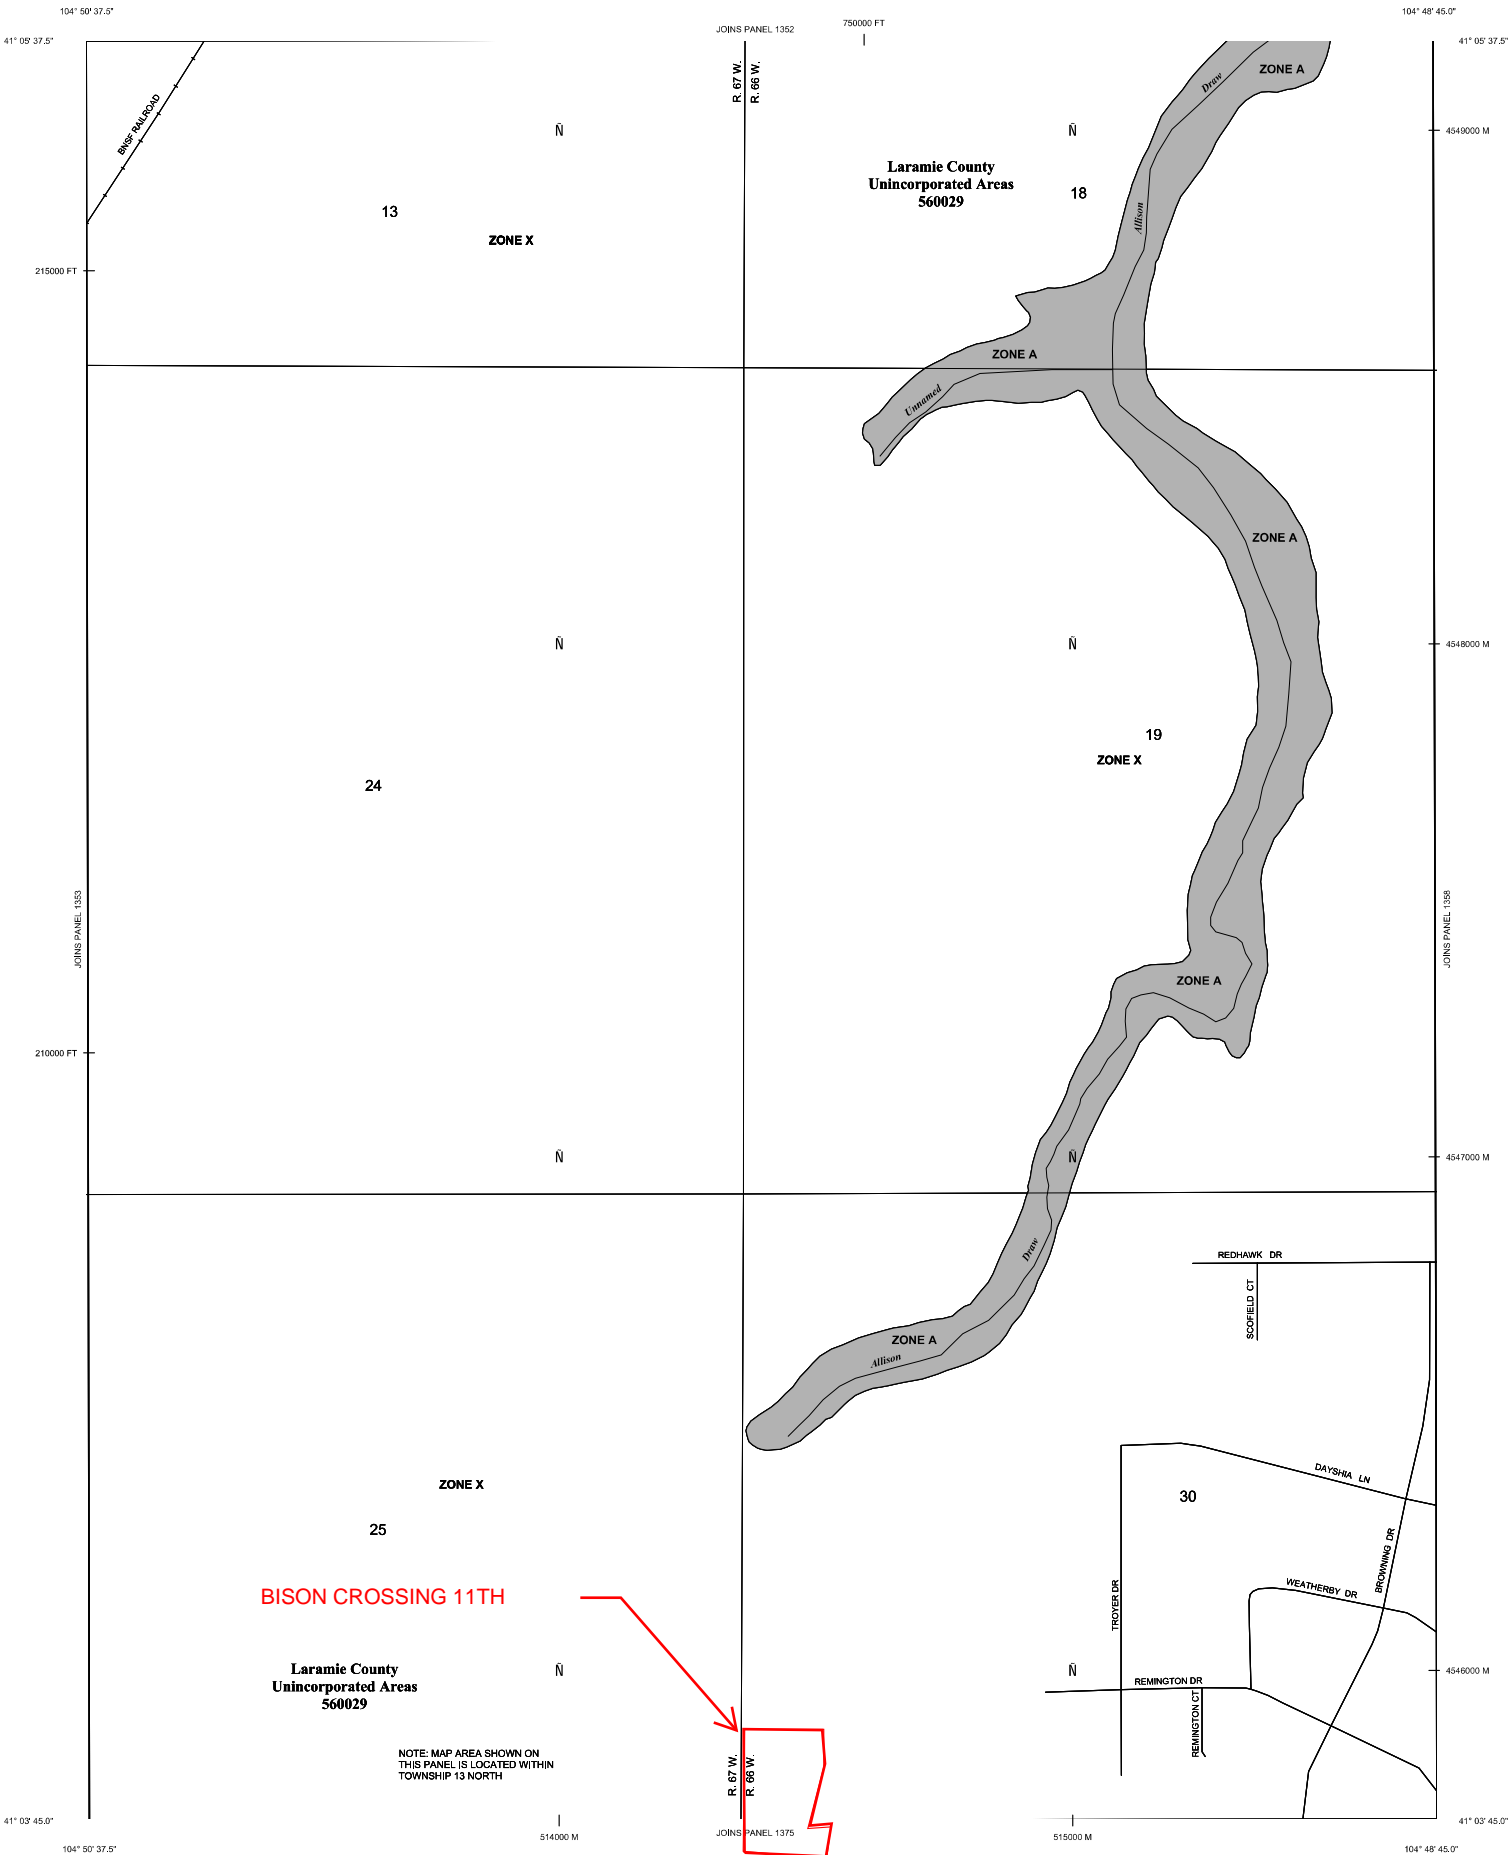 104° 50' 37.5"
104° 48' 45.0"
JOINS PANEL 1352
750000 FT
41° 05' 37.5"
41° 05' 37.5"
R. 67 W.
R. 66 W.
ZONE A
Draw
BNSF RAILROAD
Ñ
Ñ
4549000 M
Laramie County
Unincorporated Areas
560029
18
13
Allison
ZONE X
215000 FT
ZONE A
Unnamed
ZONE A
Ñ
Ñ
4548000 M
19
ZONE X
24
JOINS PANEL 1353
JOINS PANEL 1358
ZONE A
210000 FT
Ñ
Ñ
4547000 M
Draw
REDHAWK DR
SCOFIELD CT
ZONE A
Allison
DAYSHIA LN
ZONE X
30
25
BROWNING DR
WEATHERBY DR
TROYER DR
BISON CROSSING 11TH
Laramie County
Unincorporated Areas
560029
Ñ
Ñ
4546000 M
REMINGTON DR
REMINGTON CT
NOTE: MAP AREA SHOWN ON
THIS PANEL IS LOCATED WITHIN
TOWNSHIP 13 NORTH
R. 67 W.
R. 66 W.
41° 03' 45.0"
41° 03' 45.0"
514000 M
JOINS PANEL 1375
515000 M
104° 50' 37.5"
104° 48' 45.0"